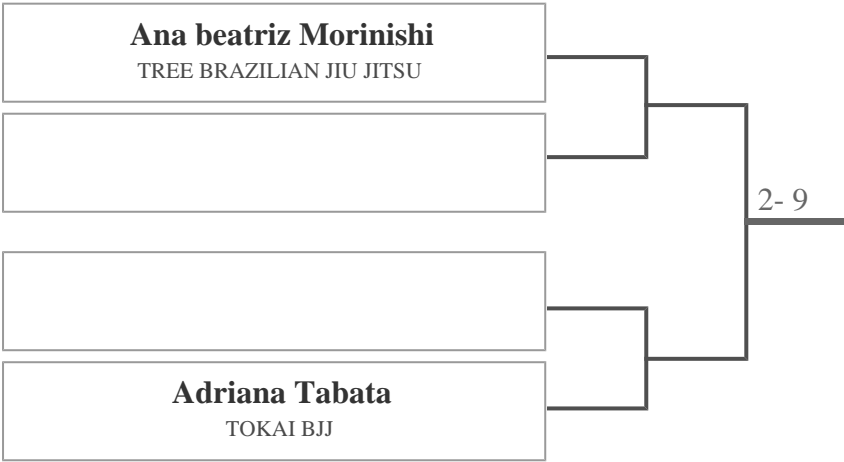 Ana beatriz Morinishi
TREE BRAZILIAN JIU JITSU
2- 9
Adriana Tabata
TOKAI BJJ